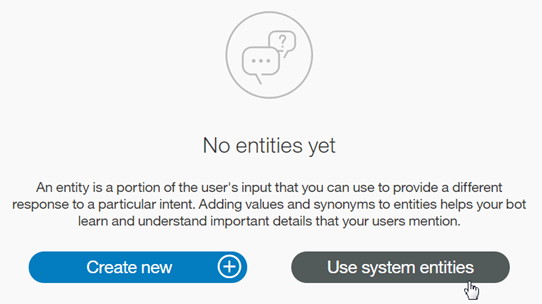 No entities yet
An entity is a portion of the user's input that you can use to provide a different
response to a particular intent. Adding values and synonyms to entities helps your bot
learn and understand important details that your users mention.
Create new
Use system entities